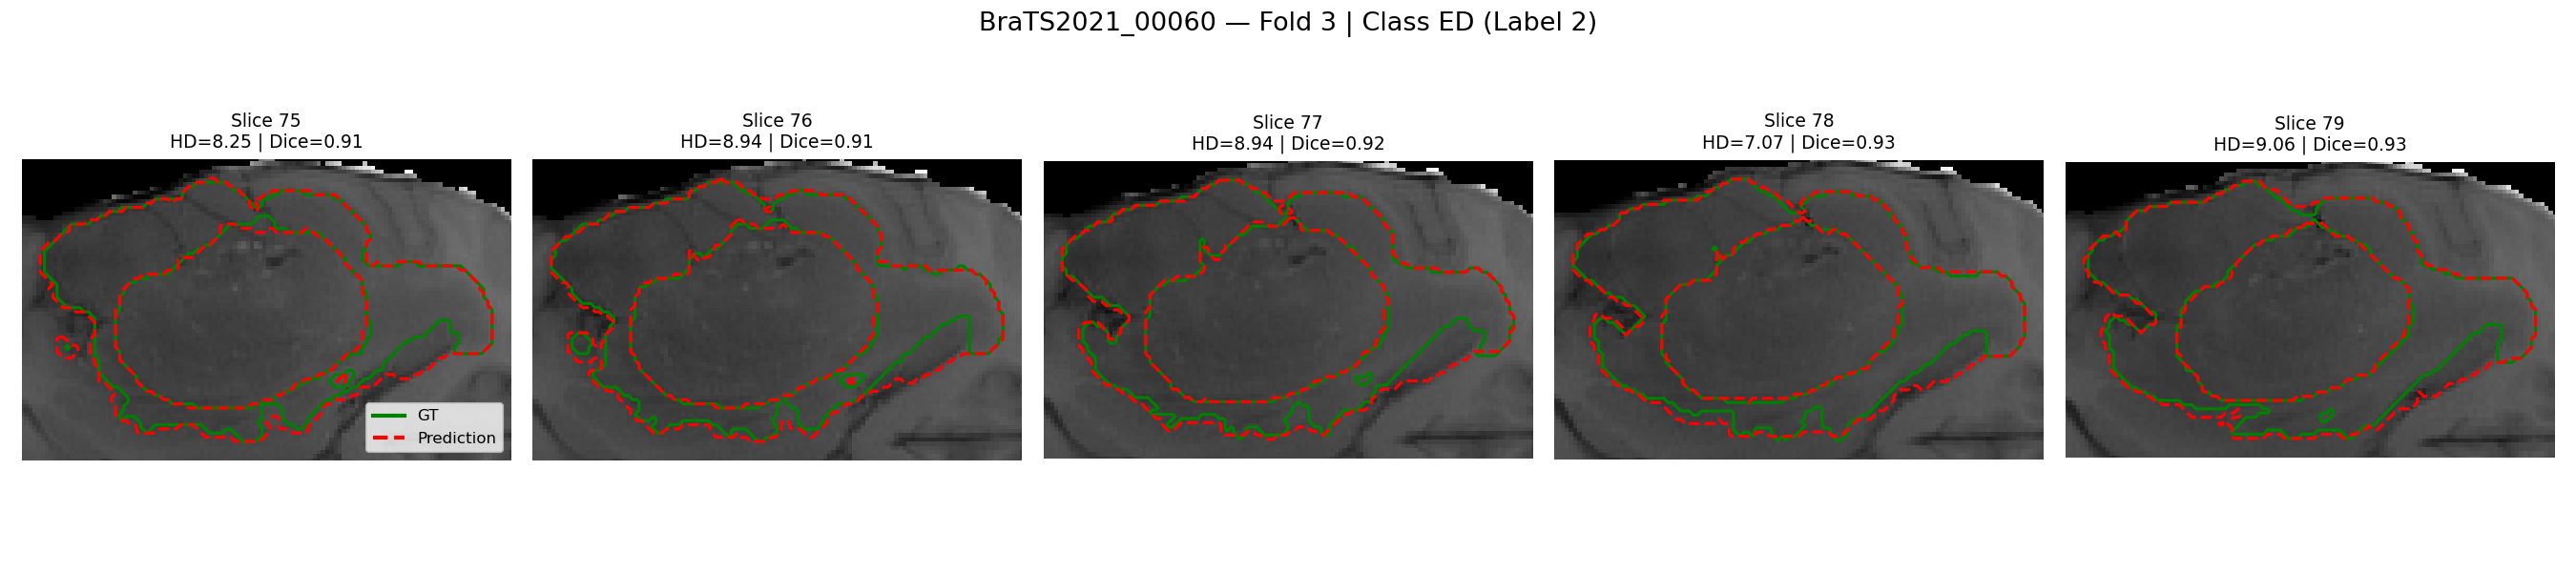 BraTS2021_00060 — Fold 3 | Class ED (Label 2)
Slice 75
HD=8.25 | Dice=0.91
Slice 76
HD=8.94 | Dice=0.91
Slice 77
HD=8.94 | Dice=0.92
Slice 78
HD=7.07 | Dice=0.93
Slice 79
HD=9.06 | Dice=0.93
GT
Prediction